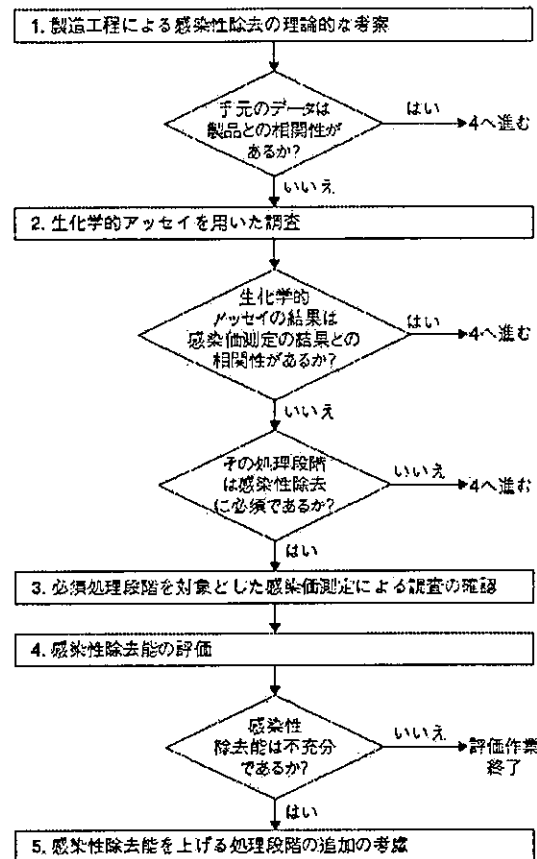 1. 製造工程による感染性除去の理論的な考察
手元のデータは
製品との相関性が
あるか?
はい
4へ進む
いいえ
2. 生化学的アッセイを用いた調査
生化学的
アッセイの結果は
感染価測定の結果との
相関性があるか?
はい
4へ進む
いいえ
その処理段階
は感染性除去
に必須であるか?
いいえ
4へ進む
はい
3. 必須処理段階を対象とした感染価測定による調査の確認
4. 感染性除去能の評価
感染性
除去能は不充分
であるか?
いいえ
評価作業
終了
はい
5. 感染性除去能を上げる処理段階の追加の考慮